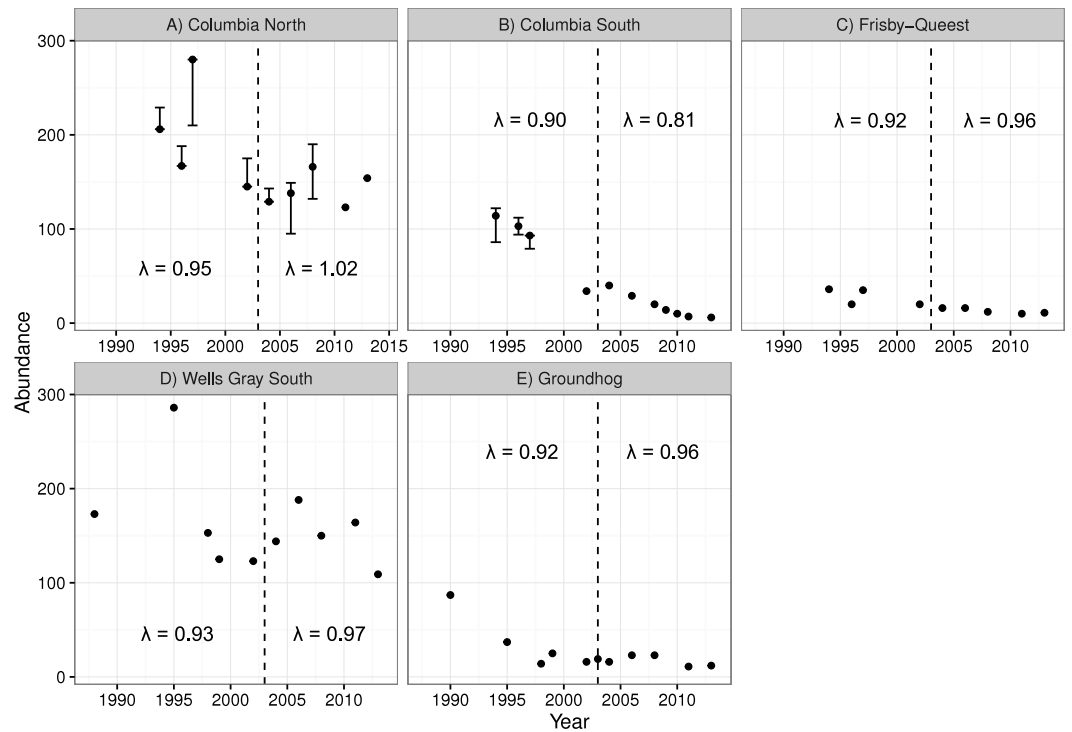 A) Columbia North
B) Columbia South
C) Frisby−Queest
300
200
100
0
λ = 0.95
λ = 1.02
λ = 0.90
λ = 0.81
λ = 0.92
λ = 0.96
1990 1995 2000 2005 2010 2015
1990 1995 2000 2005 2010
1990 1995 2000 2005 2010
Abundance
D) Wells Gray South
E) Groundhog
300
200
100
0
λ = 0.93
λ = 0.97
λ = 0.92
λ = 0.96
1990 1995 2000 2005 2010
1990 1995 2000 2005 2010
Year